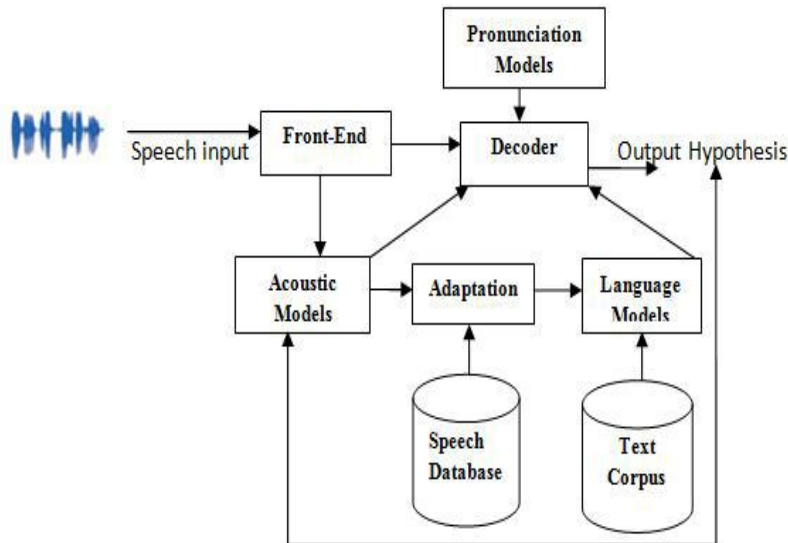 Pronunciation
Models
Speech input
Front-End
Decoder
Output Hypothesis
Acoustic
Models
Adaptation
Language
Models
Speech
Database
Text
Corpus